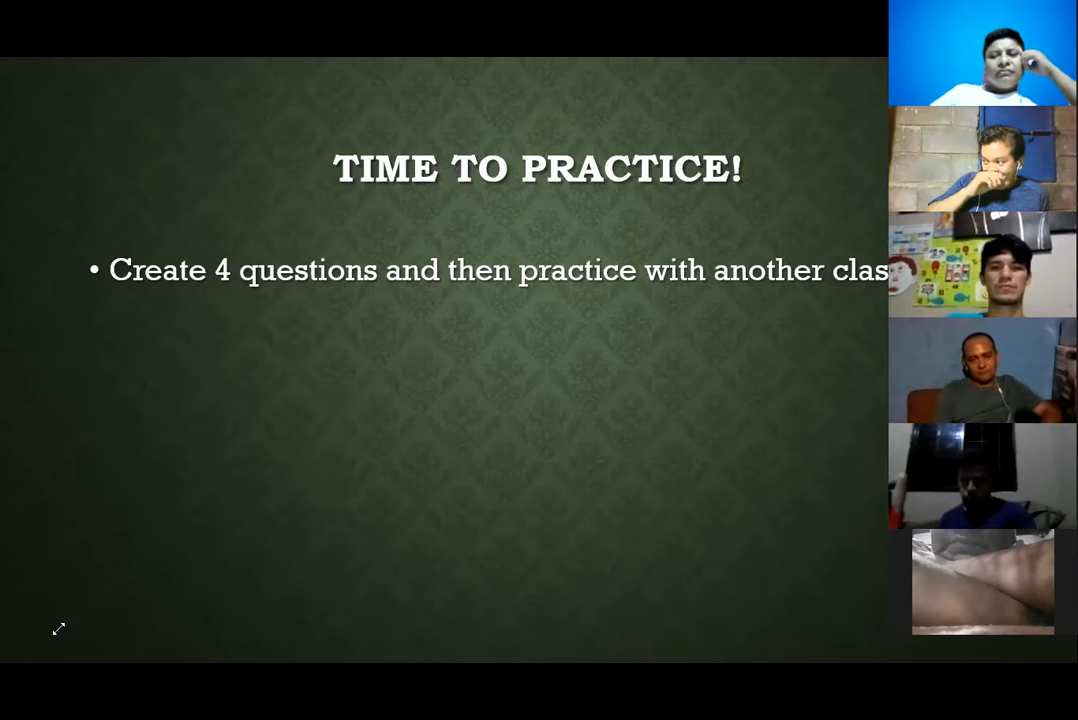 TIME TO PRACTICE!
• Create 4 questions and then practice with another clas